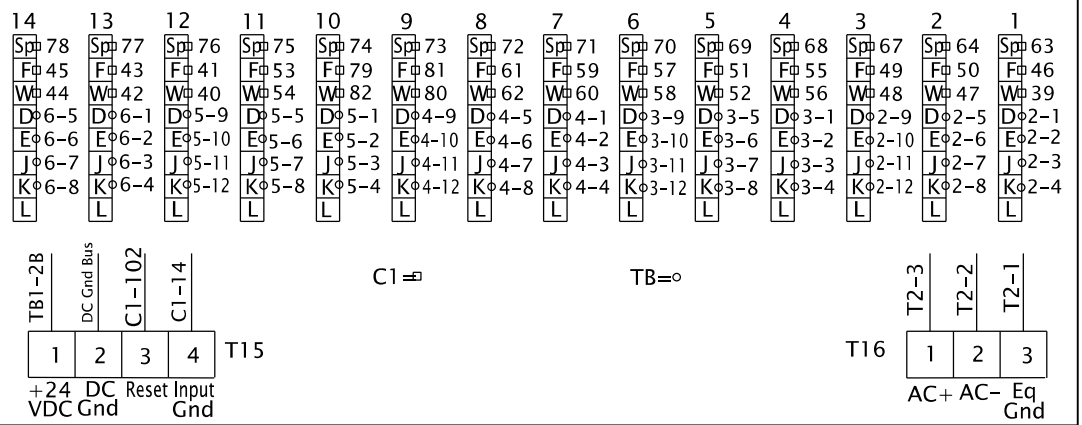 14 13 12 11 10 9 8 7 6 5 4 3 2 1
Sp 78 Sp 77 Sp 76 Sp 75 Sp 74 Sp 73 Sp 72 Sp 71 Sp 70 Sp 69 Sp 68 Sp 67 Sp 64 Sp 63
F 45 F 43 F 41 F 53 F 79 F 81 F 61 F 59 F 57 F 51 F 55 F 49 F 50 F 46
W 44 W 42 W 40 W 54 W 82 W 80 W 62 W 60 W 58 W 52 W 56 W 48 W 47 W 39
D 6-5 D 6-1 D 5-9 D 5-5 D 5-1 D 4-9 D 4-5 D 4-1 D 3-9 D 3-5 D 3-1 D 2-9 D 2-5 D 2-1
E 6-6 E 6-2 E 5-10 E 5-6 E 5-2 E 4-10 E 4-6 E 4-2 E 3-10 E 3-6 E 3-2 E 2-10 E 2-6 E 2-2
J 6-7 J 6-3 J 5-11 J 5-7 J 5-3 J 4-11 J 4-7 J 4-3 J 3-11 J 3-7 J 3-3 J 2-11 J 2-7 J 2-3
K 6-8 K 6-4 K 5-12 K 5-8 K 5-4 K 4-12 K 4-8 K 4-4 K 3-12 K 3-8 K 3-4 K 2-12 K 2-8 K 2-4
L L L L L L L L L L L L L L
TB1-2B
DC Gnd Bus
C1-102
C1-14
C1=
TB=
T2-3
T2-2
T2-1
1 2 3 4 T15
T16 1 2 3
+24 DC Reset Input
VDC Gnd Gnd
AC+ AC- Eq
Gnd